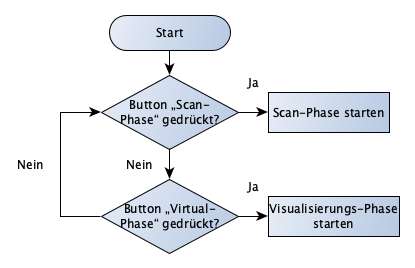 Start
Ja
Button „Scan-
Phase“ gedrückt?
Scan-Phase starten
Nein
Nein
Ja
Button „Virtual-
Phase“ gedrückt?
Visualisierungs-Phase
starten